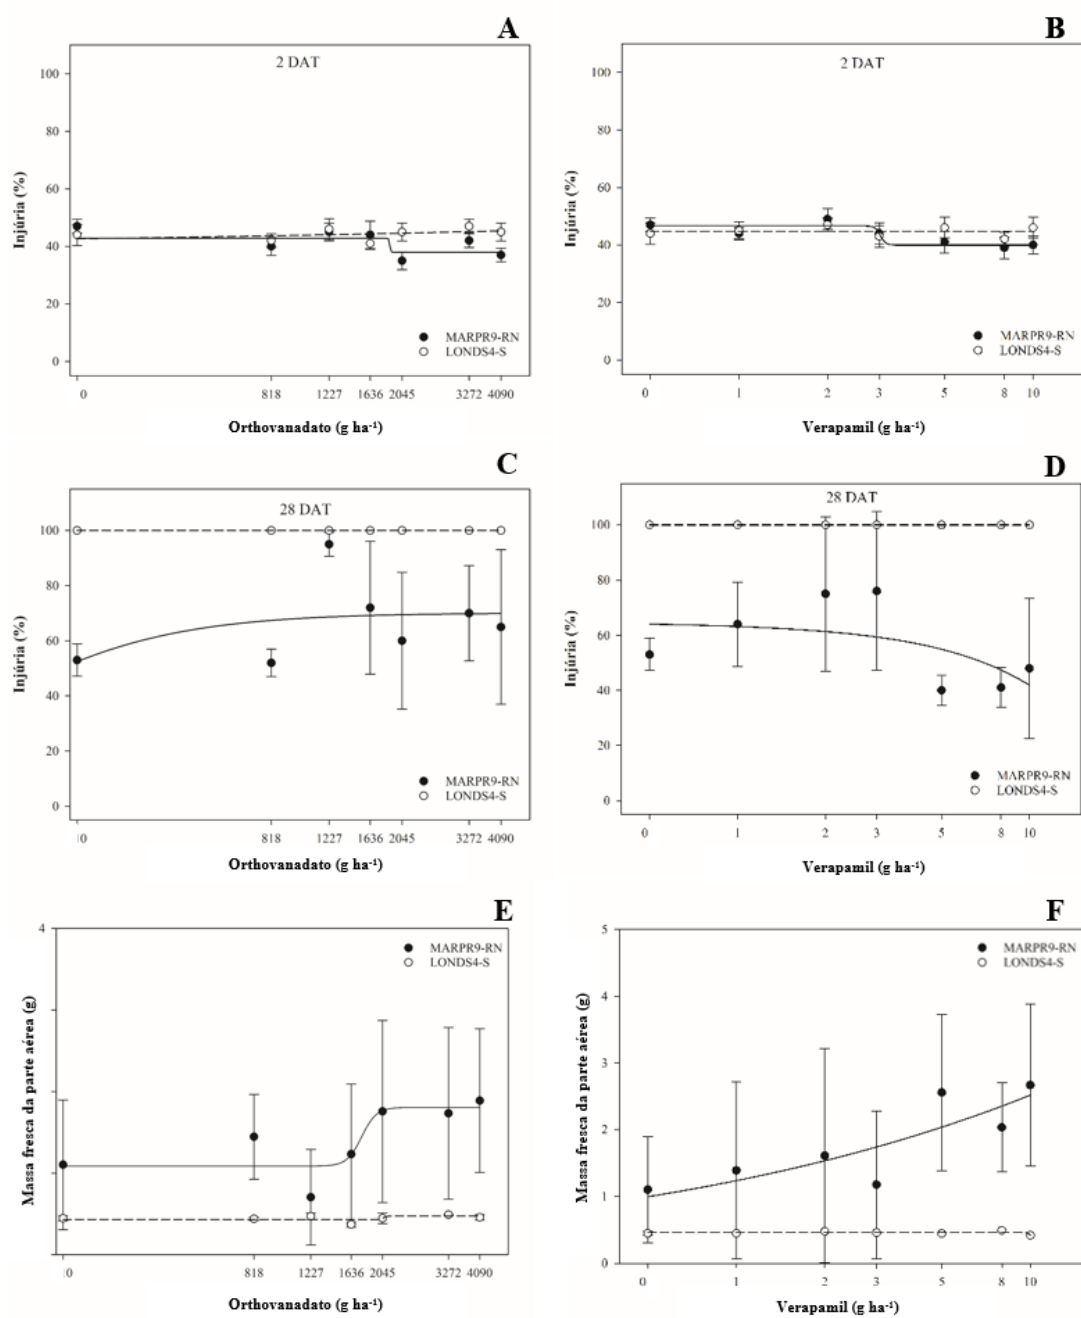 A
2 DAT
100
80
60
40
20
0
Injúria (%)
MARPR9-RN
LONDS4-S
0 818 1227 1636 2045 3272 4090
Orthovanadato (g ha⁻¹)
B
2 DAT
100
80
60
40
20
0
Injúria (%)
MARPR9-RN
LONDS4-S
0 1 2 3 5 8 10
Verapamil (g ha⁻¹)
C
28 DAT
100
80
60
40
20
0
Injúria (%)
MARPR9-RN
LONDS4-S
0 818 1227 1636 2045 3272 4090
Orthovanadato (g ha⁻¹)
D
28 DAT
100
80
60
40
20
0
Injúria (%)
MARPR9-RN
LONDS4-S
0 1 2 3 5 8 10
Verapamil (g ha⁻¹)
E
4
Massa fresca da parte aérea (g)
MARPR9-RN
LONDS4-S
0 818 1227 1636 2045 3272 4090
Orthovanadato (g ha⁻¹)
F
5
4
3
2
1
0
Massa fresca da parte aérea (g)
MARPR9-RN
LONDS4-S
0 1 2 3 5 8 10
Verapamil (g ha⁻¹)